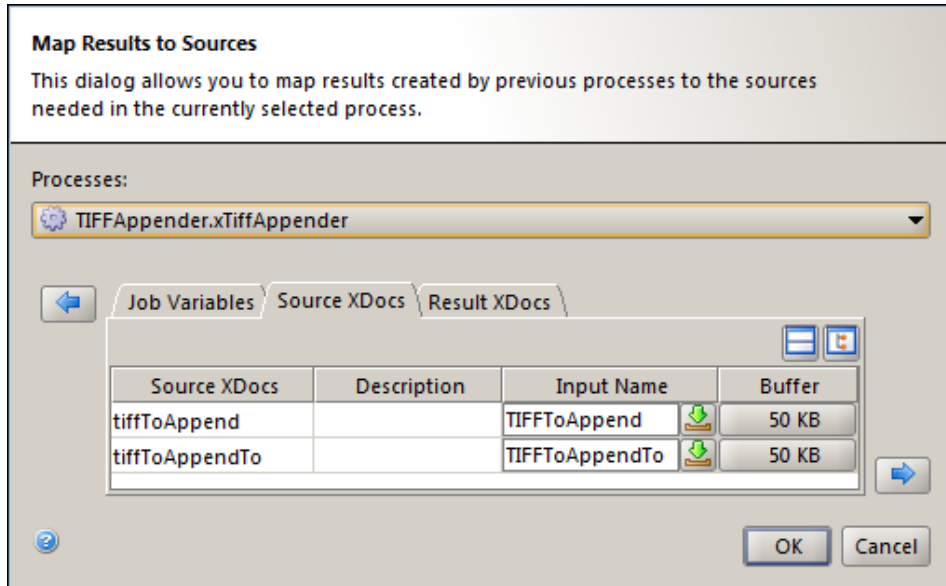 Map Results to Sources
This dialog allows you to map results created by previous processes to the sources
needed in the currently selected process.
Processes:
TIFFAppender.xTiffAppender
Job Variables Source XDocs Result XDocs
Source XDocs Description Input Name Buffer
tiffToAppend TIFFToAppend 50 KB
tiffToAppendTo TIFFToAppendTo 50 KB
OK Cancel